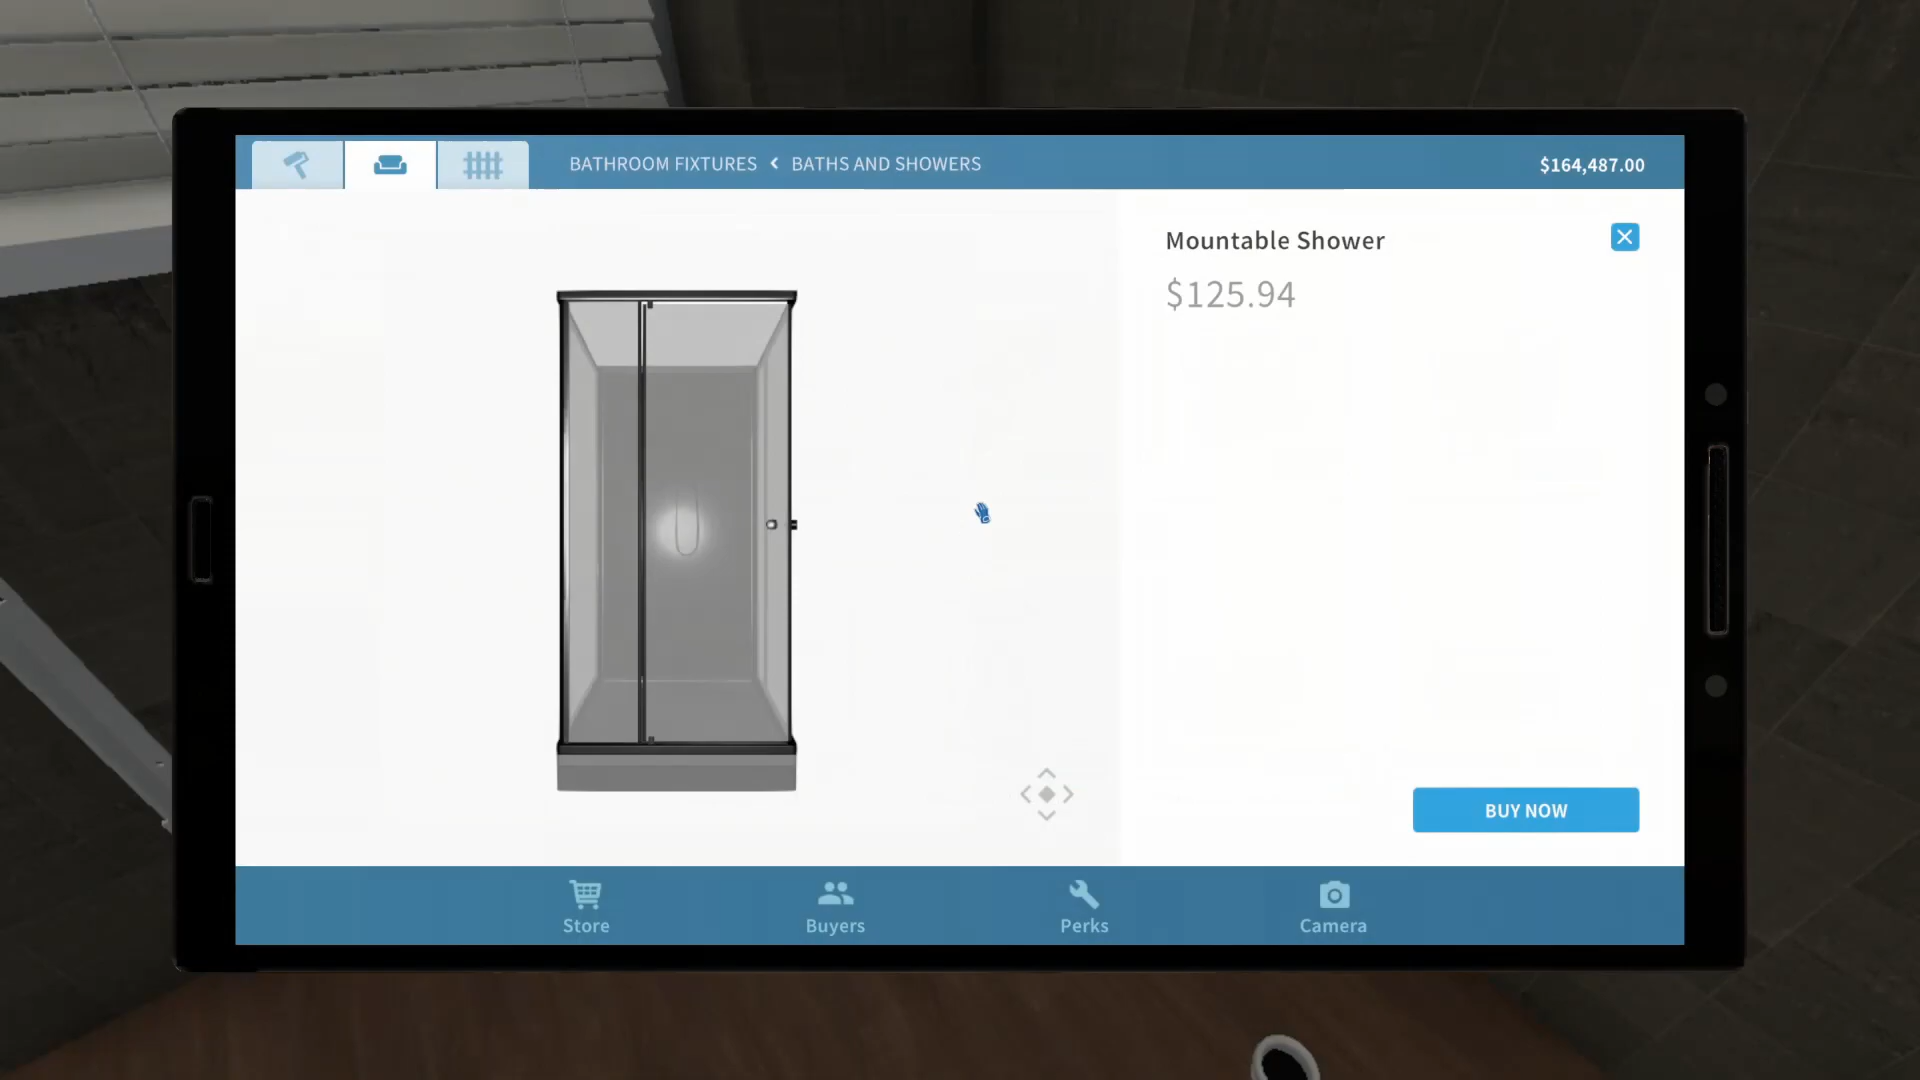 BATHROOM FIXTURES < BATHS AND SHOWERS
$164,487.00
Mountable Shower
$125.94
BUY NOW
Store
Buyers
Perks
Camera